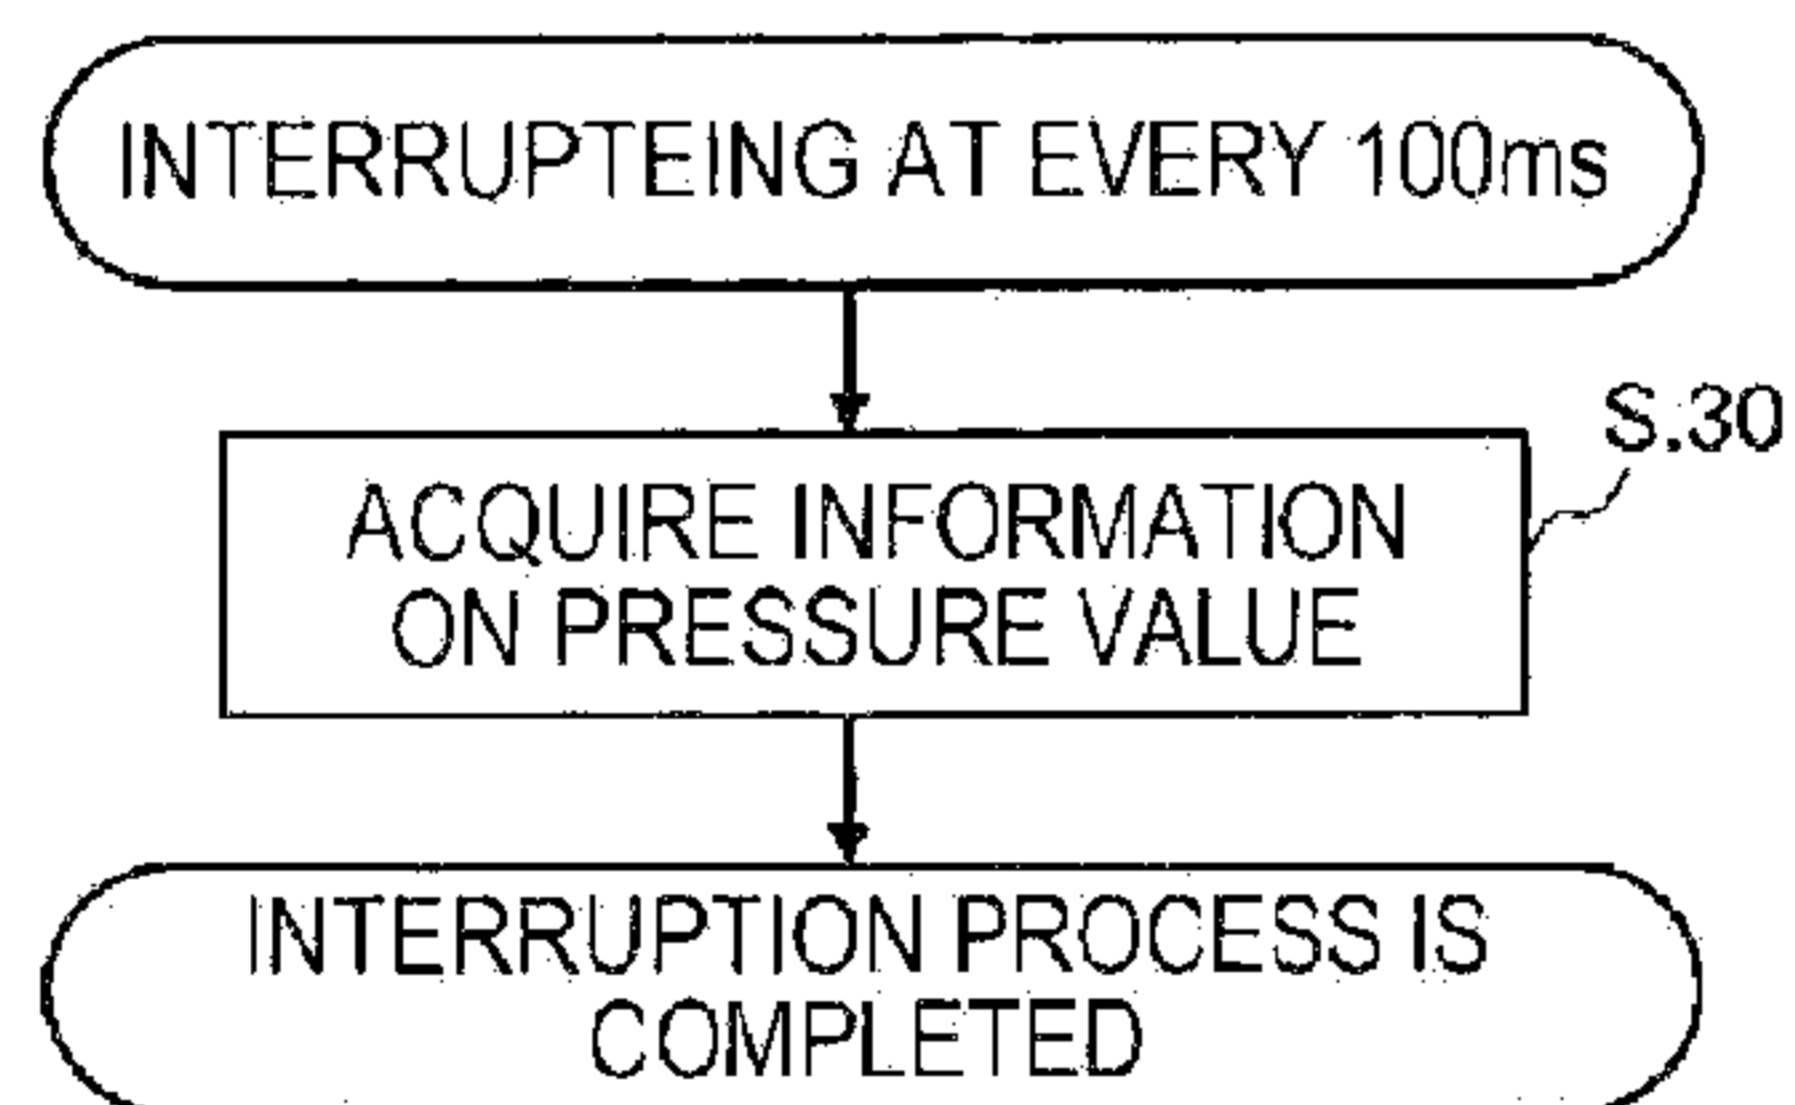 INTERRUPTEING AT EVERY 100ms
S.30
ACQUIRE INFORMATION
ON PRESSURE VALUE
INTERRUPTION PROCESS IS
COMPLETED